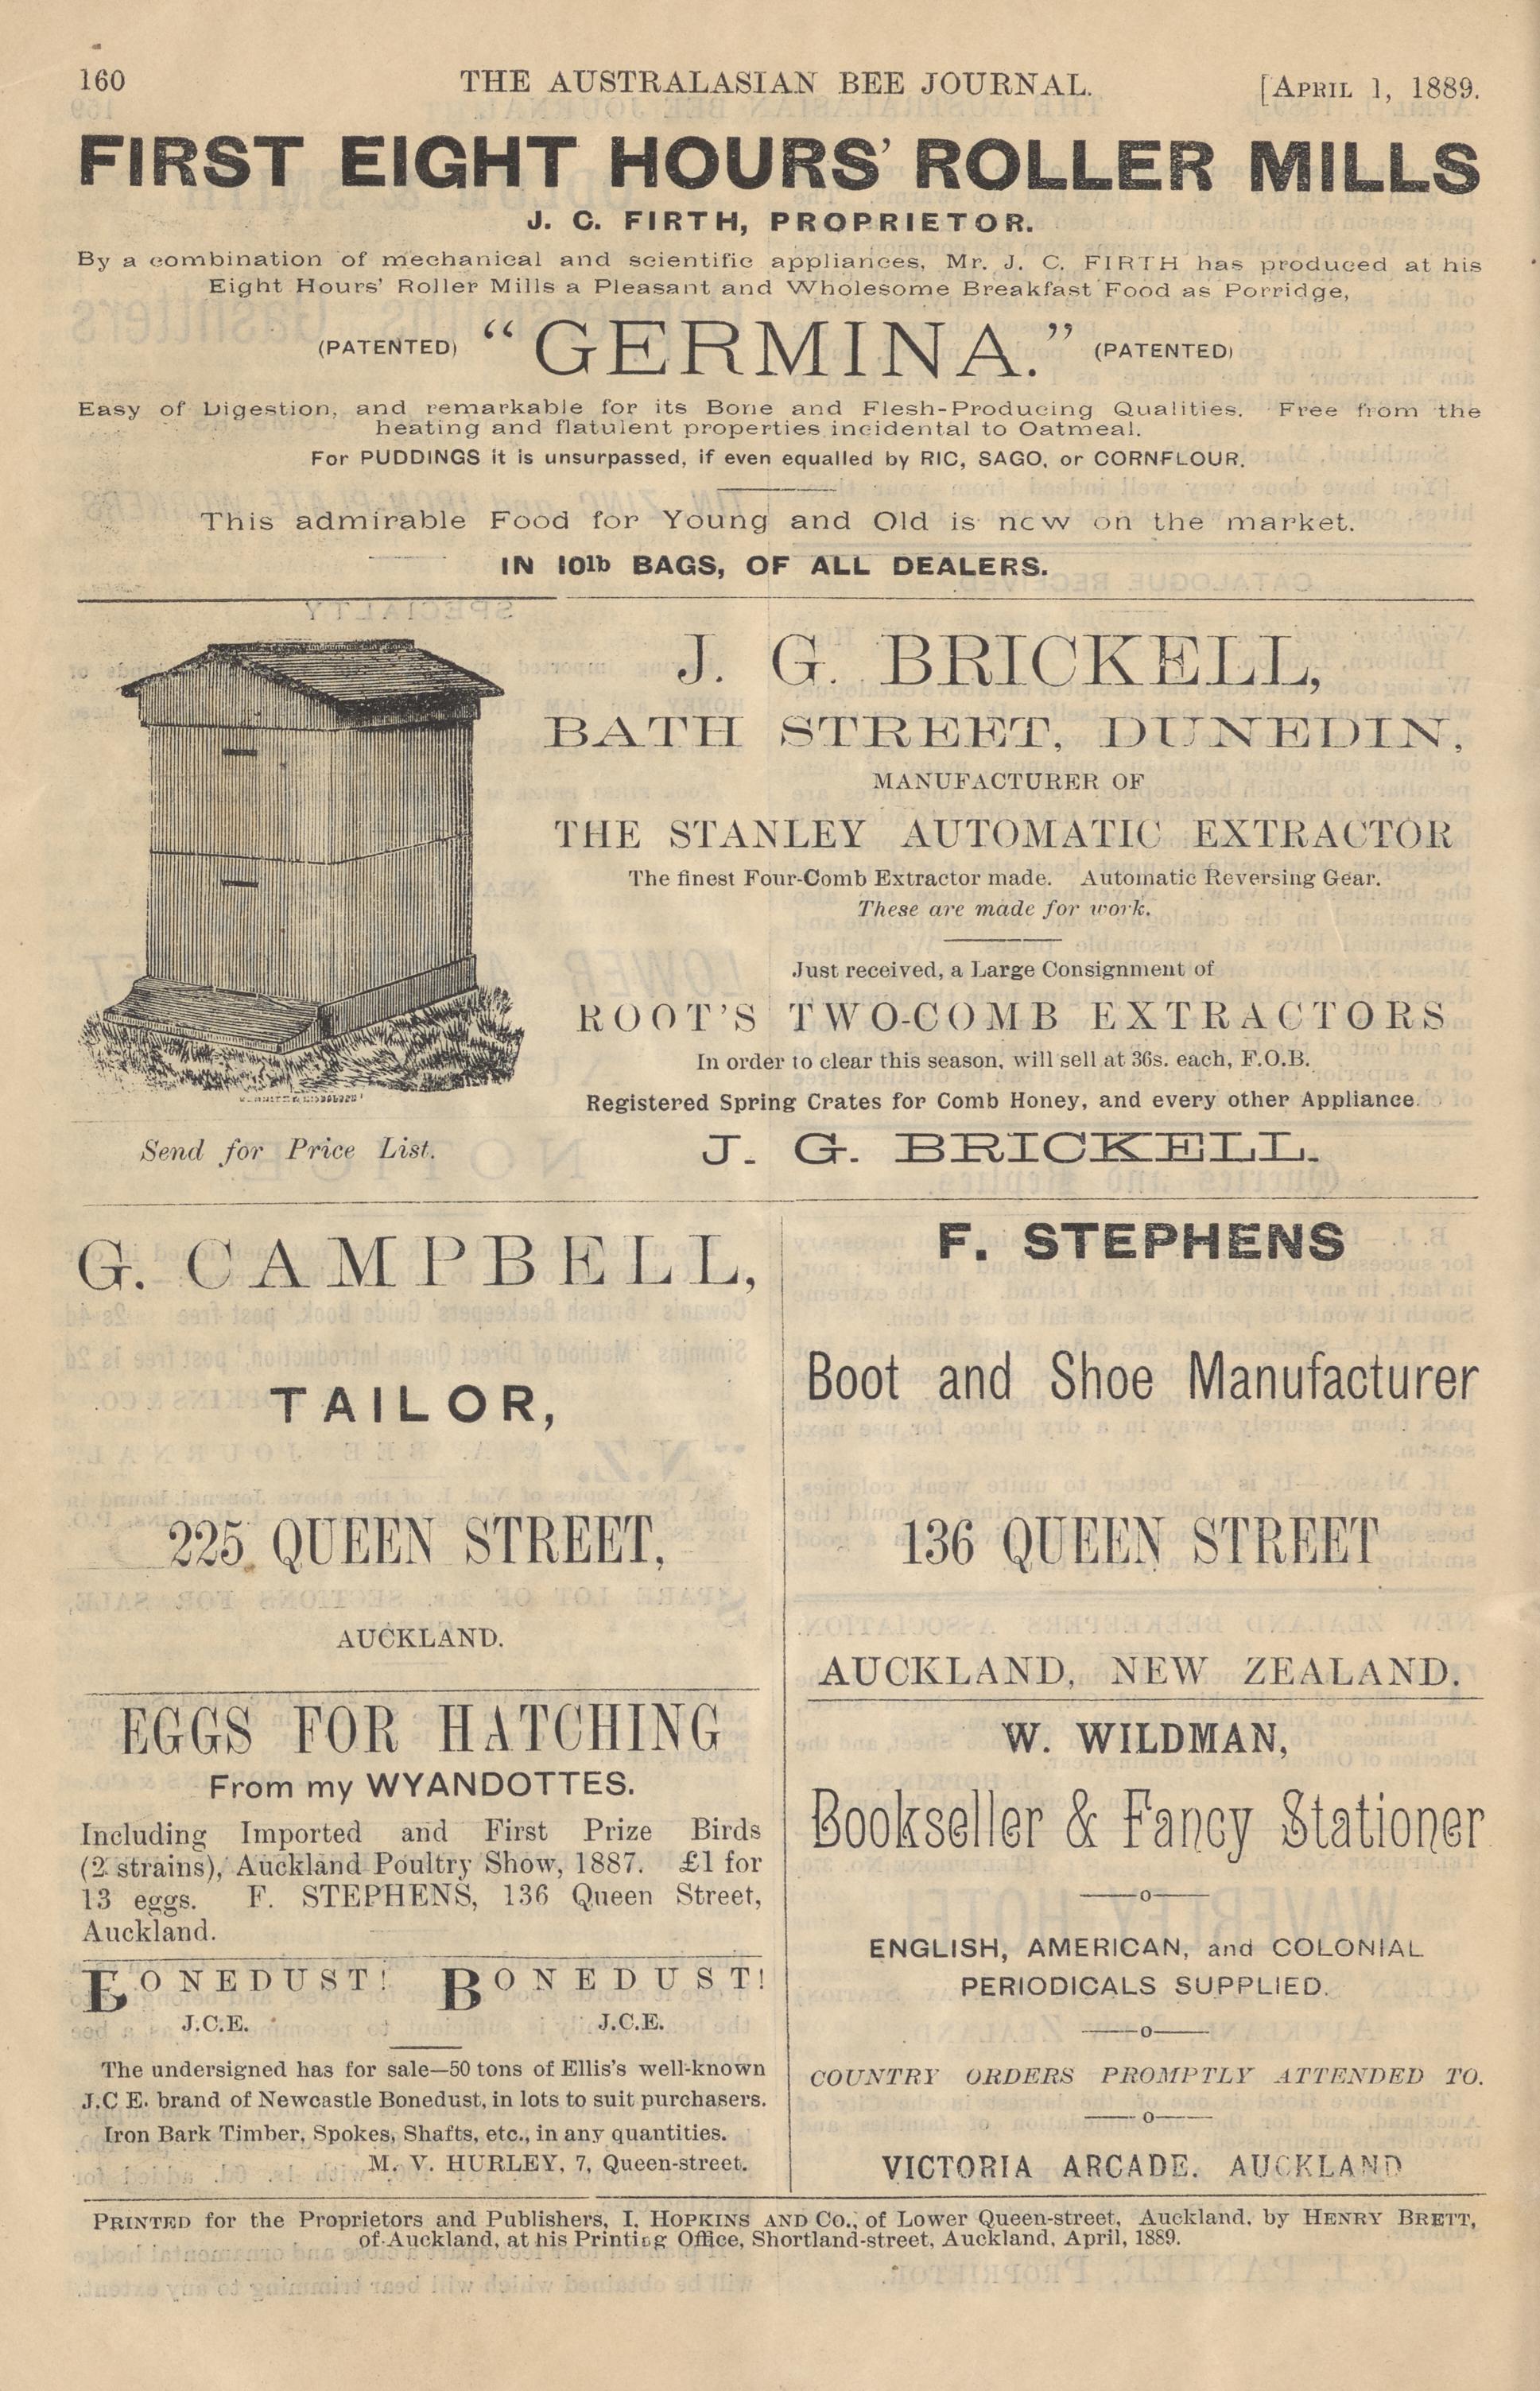 160
THE AUSTRALASIAN BEE JOURNAL.
[APRIL 1, 1889.
FIRST EIGHT HOURS' ROLLER MILLS
J. C. FIRTH, PROPRIETOR.
By a combination of mechanical and scientific appliances, Mr. J. C. FIRTH has produced at his
Eight Hours' Roller Mills a Pleasant and Wholesome Breakfast Food as Porridge,
(PATENTED) "GERMINA." (PATENTED)
Easy of Digestion, and remarkable for its Bone and Flesh-Producing Qualities. Free from the
heating and flatulent properties incidental to Oatmeal.
For PUDDINGS it is unsurpassed, if even equalled by RIC, SAGO, or CORNFLOUR.
This admirable Food for Young and Old is now on the market.
IN 10lb BAGS, OF ALL DEALERS.
J. G. BRICKELL,
BATH STREET, DUNEDIN,
MANUFACTURER OF
THE STANLEY AUTOMATIC EXTRACTOR
The finest Four-Comb Extractor made. Automatic Reversing Gear.
These are made for work.
Just received, a Large Consignment of
ROOT'S TWO-COMB EXTRACTORS
In order to clear this season, will sell at 36s. each, F.O.B.
Registered Spring Crates for Comb Honey, and every other Appliance.
Send for Price List.
J. G. BRICKELL.
G. CAMPBELL,
TAILOR,
225 QUEEN STREET,
AUCKLAND.
EGGS FOR HATCHING
From my WYANDOTTES.
Including Imported and First Prize Birds
(2 strains), Auckland Poultry Show, 1887. £1 for
13 eggs. F. STEPHENS, 136 Queen Street,
Auckland.
BONEDUST! BONEDUST!
J.C.E. J.C.E.
The undersigned has for sale—50 tons of Ellis's well-known
J.C E. brand of Newcastle Bonedust, in lots to suit purchasers.
Iron Bark Timber, Spokes, Shafts, etc., in any quantities.
M. V. HURLEY, 7, Queen-street.
F. STEPHENS
Boot and Shoe Manufacturer
136 QUEEN STREET
AUCKLAND, NEW ZEALAND.
W. WILDMAN,
Bookseller & Fancy Stationer
ENGLISH, AMERICAN, and COLONIAL
PERIODICALS SUPPLIED.
COUNTRY ORDERS PROMPTLY ATTENDED TO.
VICTORIA ARCADE. AUCKLAND
PRINTED for the Proprietors and Publishers, I. HOPKINS AND CO., of Lower Queen-street, Auckland, by HENRY BRETT,
of Auckland, at his Printing Office, Shortland-street, Auckland, April, 1889.